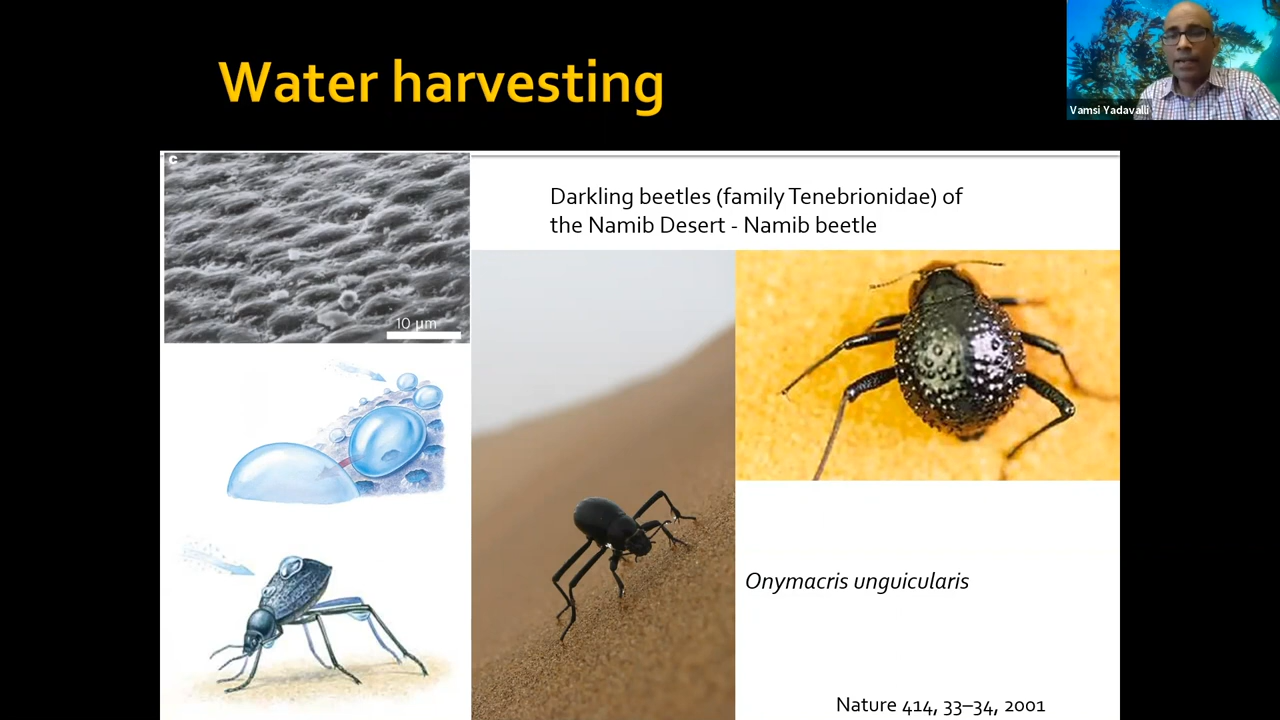 Water harvesting
Vamsi Yadavalli
c
10 µm
Darkling beetles (family Tenebrionidae) of
the Namib Desert - Namib beetle
Onymacris unguicularis
Nature 414, 33–34, 2001